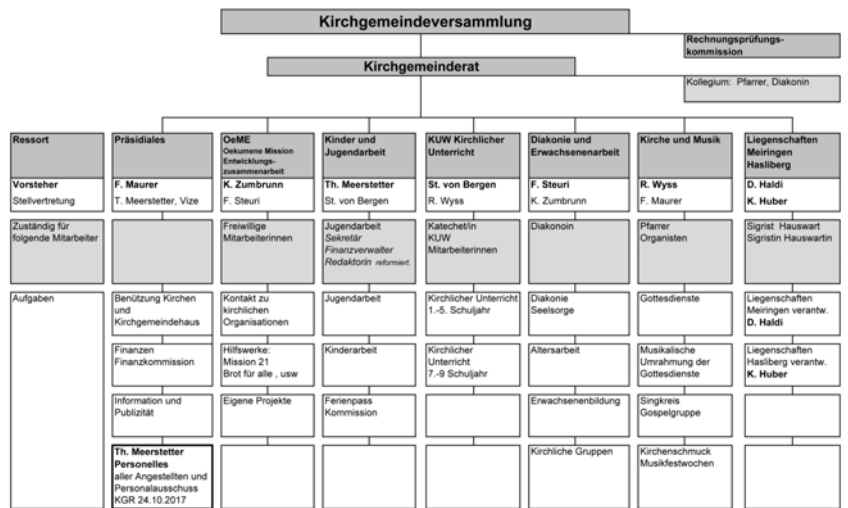 Kirchgemeindeversammlung
Rechnungsprüfungs-
kommission
Kirchgemeinderat
Kollegium: Pfarrer, Diakonin
Ressort
Präsidiales
OeME
Oekumene Mission
Entwicklungs-
zusammenarbeit
Kinder und
Jugendarbeit
KUW Kirchlicher
Unterricht
Diakonie und
Erwachsenenarbeit
Kirche und Musik
Liegenschaften
Meiringen
Hasliberg
Vorsteher
Stellvertretung
F. Maurer
T. Meerstetter, Vize
K. Zumbrunn
F. Steuri
Th. Meerstetter
St. von Bergen
St. von Bergen
R. Wyss
F. Steuri
K. Zumbrunn
R. Wyss
F. Maurer
D. Haldi
K. Huber
Zuständig für
folgende Mitarbeiter
Freiwillige
Mitarbeiterinnen
Jugendarbeit
Sekretär
Finanzverwalter
Redaktorin reformiert.
Katechet/in
KUW
Mitarbeiterinnen
Diakonoin
Pfarrer
Organisten
Sigrist Hauswart
Sigristin Hauswartin
Aufgaben
Benützung Kirchen
und
Kirchgemeindehaus
Kontakt zu
kirchlichen
Organisationen
Jugendarbeit
Kirchlicher Unterricht
1.-5. Schuljahr
Diakonie
Seelsorge
Gottesdienste
Liegenschaften
Meiringen verantw.
D. Haldi
Finanzen
Finanzkommission
Hilfswerke:
Mission 21
Brot für alle , usw
Kinderarbeit
Kirchlicher
Unterricht
7.-9 Schuljahr
Altersarbeit
Musikalische
Umrahmung der
Gottesdienste
Liegenschaften
Hasliberg verantw.
K. Huber
Information und
Publizität
Eigene Projekte
Ferienpass
Kommission
Erwachsenenbildung
Singkreis
Gospelgruppe
Th. Meerstetter
Personelles
aller Angestellten und
Personalausschuss
KGR 24.10.2017
Kirchliche Gruppen
Kirchenschmuck
Musikfestwochen